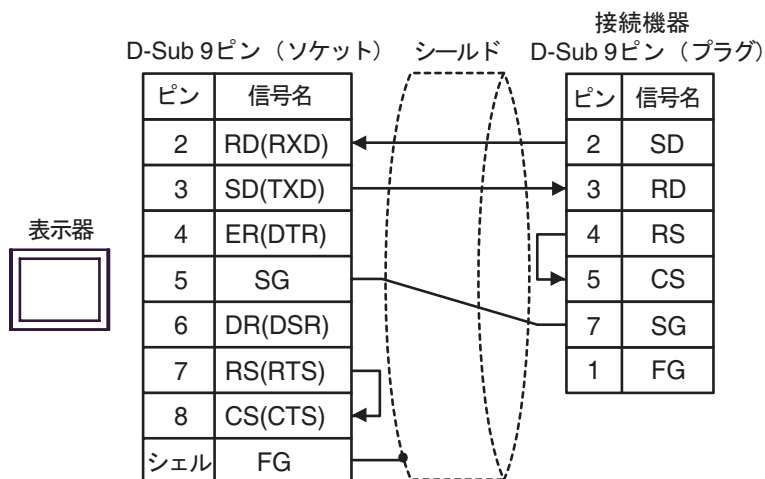 接続機器
D-Sub 9ピン（ソケット） シールド D-Sub 9ピン（プラグ）
ピン 信号名 ピン 信号名
2 RD(RXD) 2 SD
3 SD(TXD) 3 RD
表示器 4 ER(DTR) 4 RS
5 SG 5 CS
6 DR(DSR) 7 SG
7 RS(RTS) 1 FG
8 CS(CTS)
シェル FG